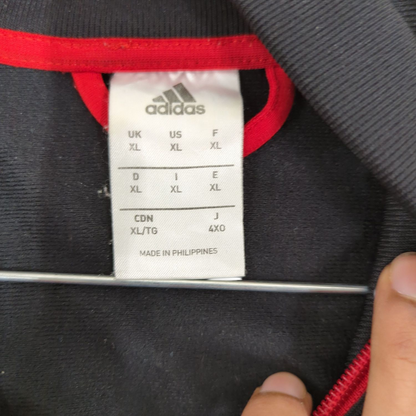 adidas
UK US F
XL XL XL
D I E
XL XL XL
CDN J
XL/TG 4XO
MADE IN PHILIPPINES